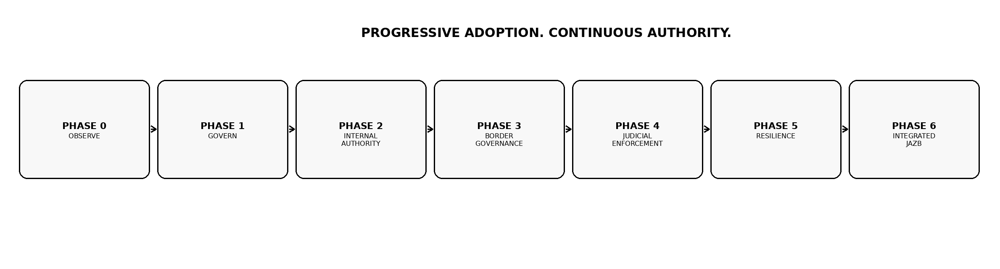 PROGRESSIVE ADOPTION. CONTINUOUS AUTHORITY.
PHASE 0
OBSERVE
PHASE 1
GOVERN
PHASE 2
INTERNAL
AUTHORITY
PHASE 3
BORDER
GOVERNANCE
PHASE 4
JUDICIAL
ENFORCEMENT
PHASE 5
RESILIENCE
PHASE 6
INTEGRATED
JAZB